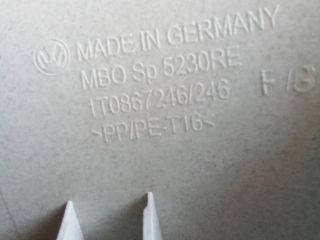 MADE IN GERMANY
MBO Sp 5230RE
1T0867246/246 F/G
>PP/PE-T16<